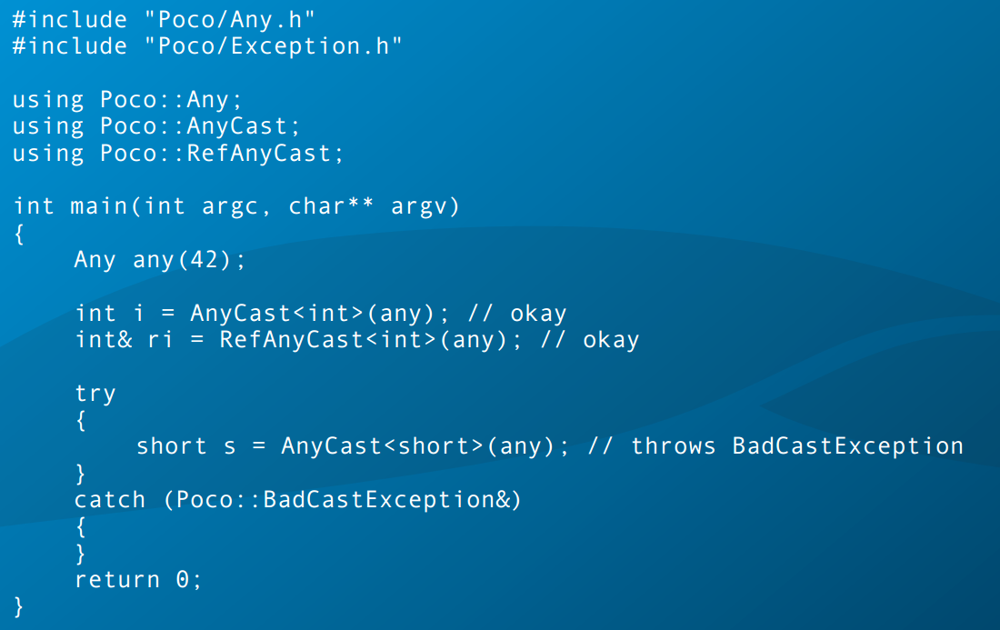 #include "Poco/Any.h"
#include "Poco/Exception.h"
using Poco::Any;
using Poco::AnyCast;
using Poco::RefAnyCast;
int main(int argc, char** argv)
{
Any any(42);
int i = AnyCast<int>(any); // okay
int& ri = RefAnyCast<int>(any); // okay
try
{
short s = AnyCast<short>(any); // throws BadCastException
}
catch (Poco::BadCastException&)
{
}
return 0;
}